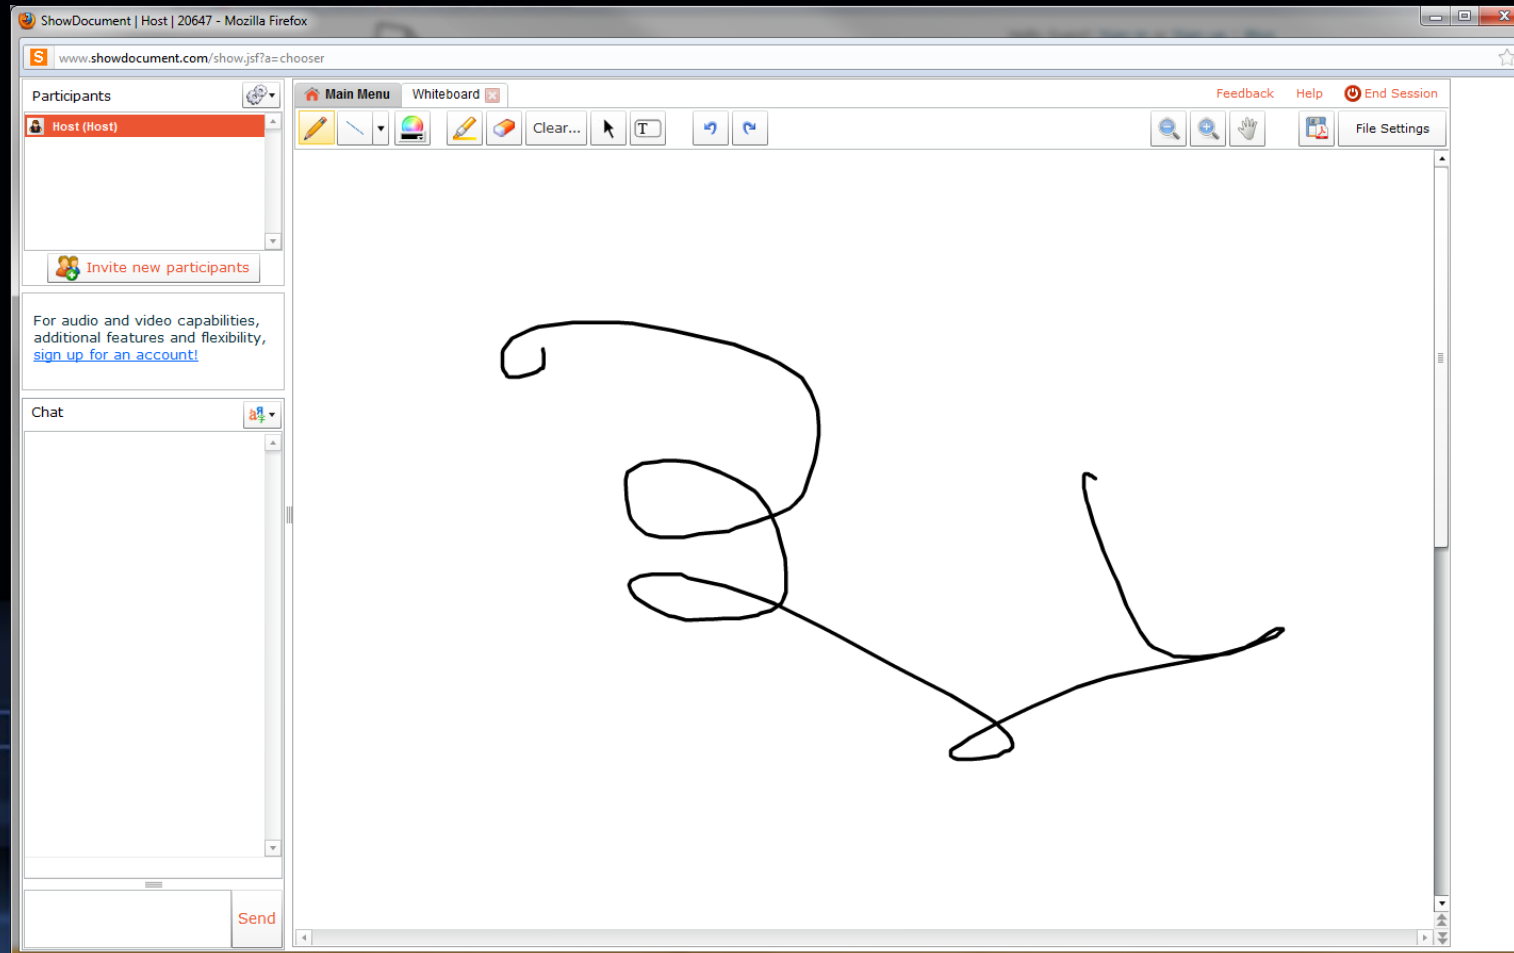 ShowDocument | Host | 20647 - Mozilla Firefox
S www.showdocument.com/show.jsf?a=chooser
Participants
Main Menu Whiteboard
Feedback Help End Session
Host (Host)
Clear...
T
File Settings
Invite new participants
For audio and video capabilities,
additional features and flexibility,
sign up for an account!
Chat
Send